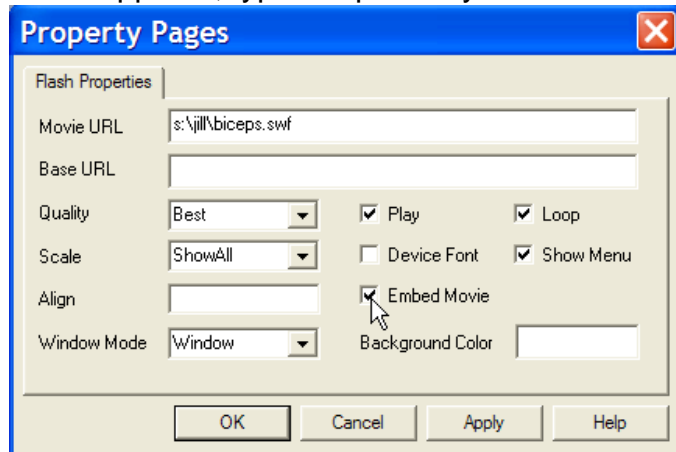 Property Pages
Flash Properties
Movie URL s:\jill\biceps.swf
Base URL
Quality Best Play Loop
Scale ShowAll Device Font Show Menu
Align Embed Movie
Window Mode Window Background Color
OK Cancel Apply Help